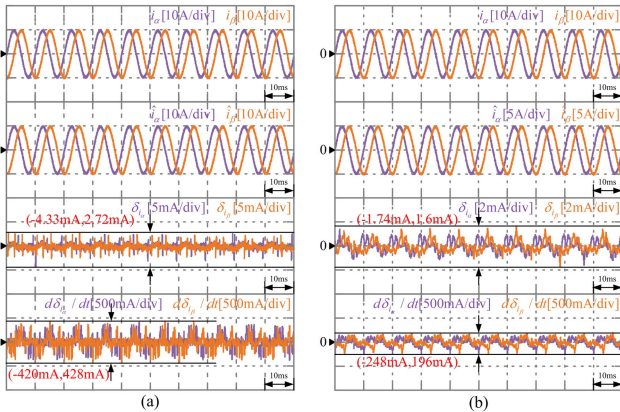 iα[10A/div] iβ[10A/div]
10ms
îα[10A/div] îβ[10A/div]
10ms
δiα[5mA/div] δiβ[5mA/div]
(-4.33mA,2.72mA)
10ms
dδiα / dt[500mA/div] dδiβ / dt[500mA/div]
(-420mA,428mA)
10ms
(a)
iα[10A/div] iβ[10A/div]
0
10ms
îα[5A/div] îβ[5A/div]
0
10ms
δiα[2mA/div] δiβ[2mA/div]
(-1.74mA,1.6mA)
0
10ms
dδiα / dt[500mA/div] dδiβ / dt[500mA/div]
0
(-248mA,196mA)
10ms
(b)